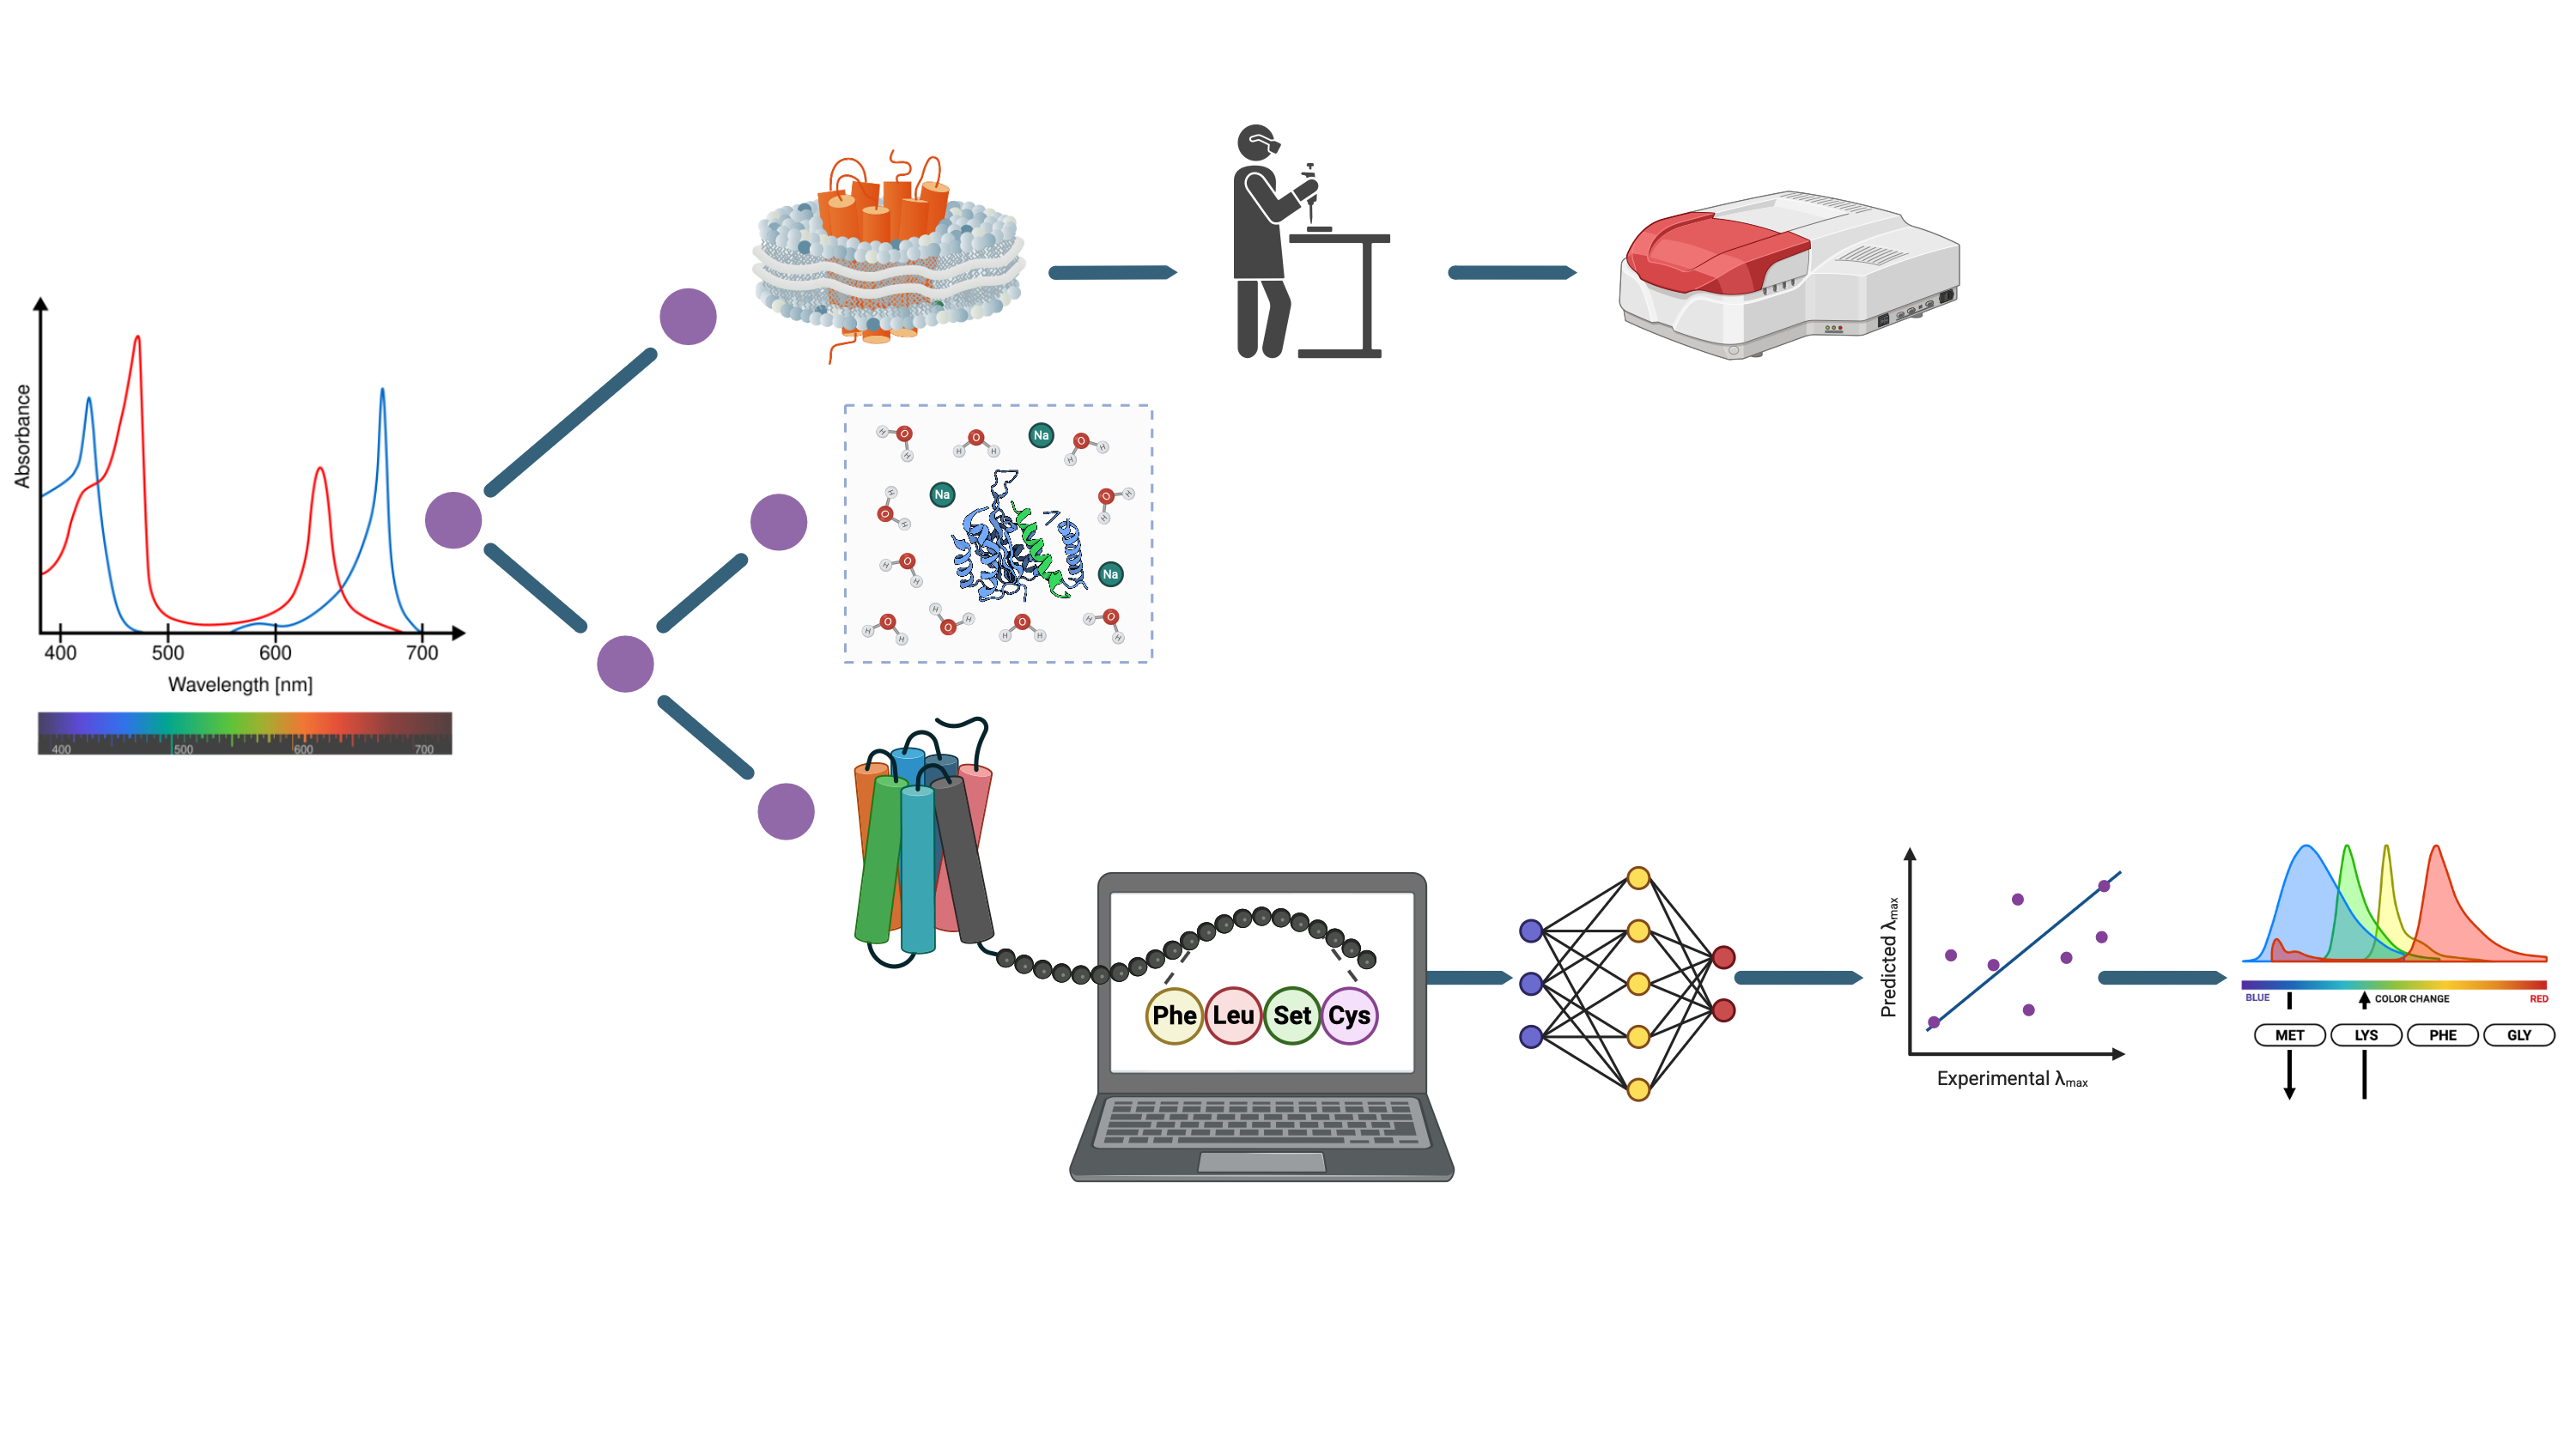 Absorbance
400 500 600 700
Wavelength [nm]
400 500 600 700
H O H
H O H
Na
O H H
H O H
Na
O H H
H O H
Na
H O H
H O H
H O H
H O H
Phe Leu Set Cys
Predicted λmax
Experimental λmax
BLUE COLOR CHANGE RED
MET LYS PHE GLY